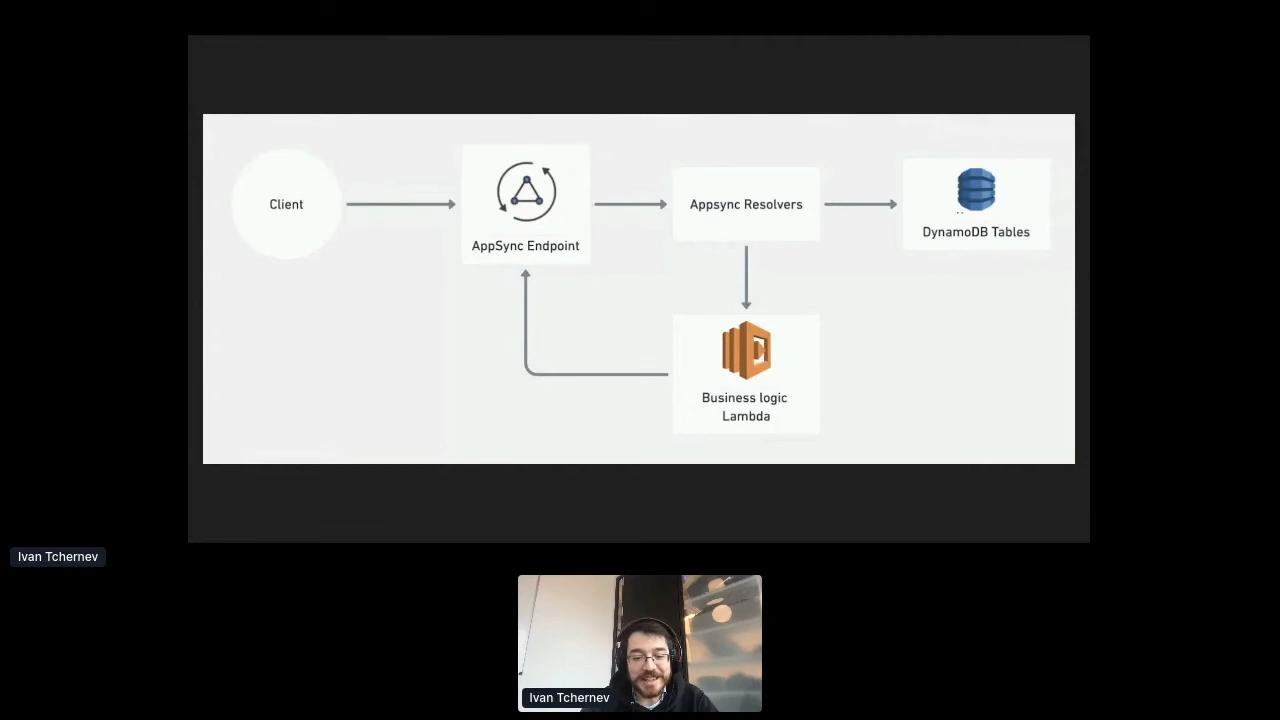 Client
AppSync Endpoint
Appsync Resolvers
DynamoDB Tables
Business logic
Lambda
Ivan Tchernev
Ivan Tchernev